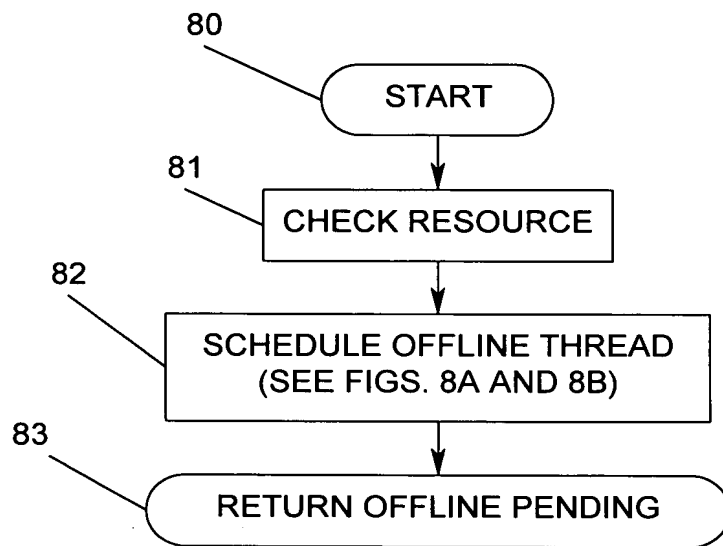 80
START
81
CHECK RESOURCE
82
SCHEDULE OFFLINE THREAD
(SEE FIGS. 8A AND 8B)
83
RETURN OFFLINE PENDING